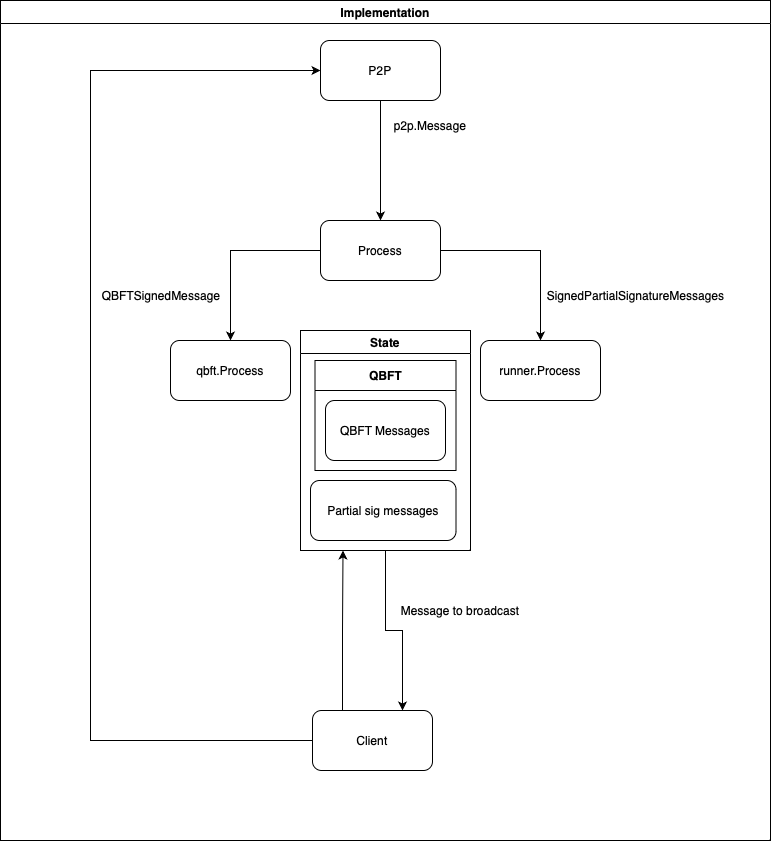 Implementation
P2P
p2p.Message
Process
QBFTSignedMessage
SignedPartialSignatureMessages
State
qbft.Process
QBFT
runner.Process
QBFT Messages
Partial sig messages
Message to broadcast
Client